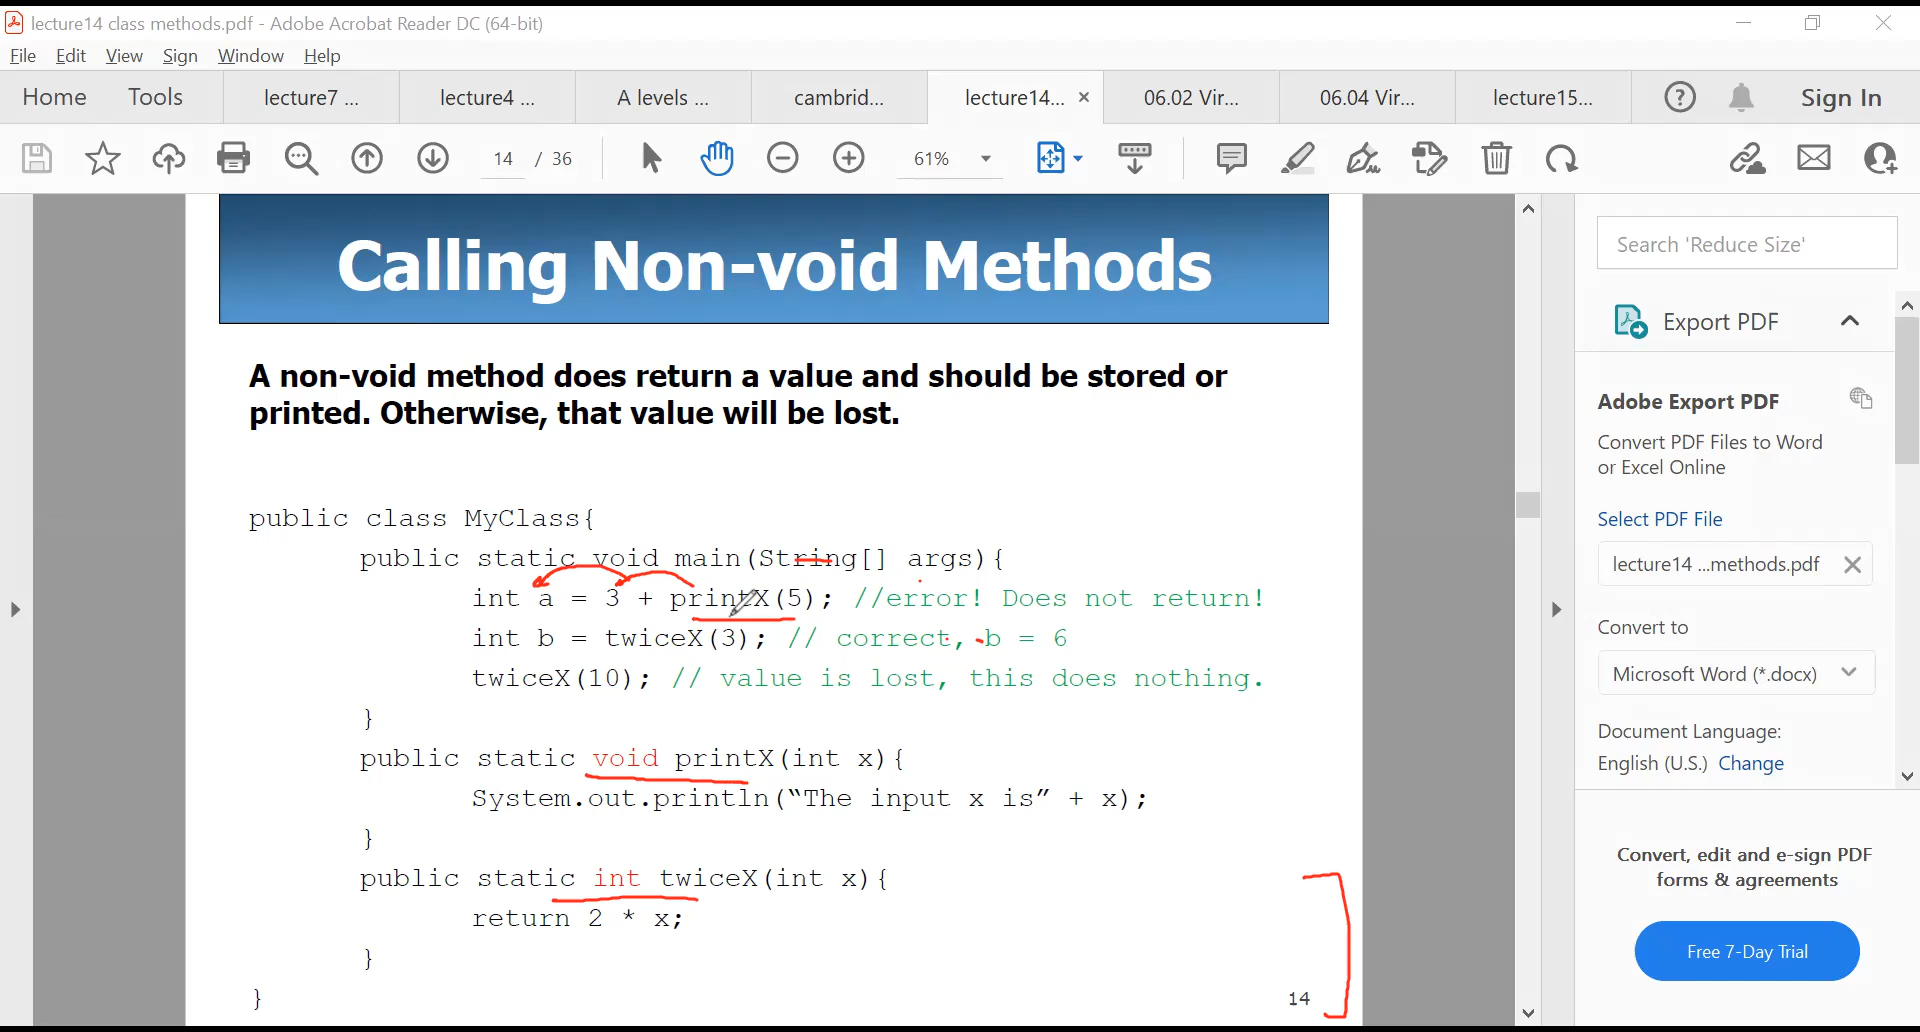 lecture14 class methods.pdf - Adobe Acrobat Reader DC (64-bit)
File Edit View Sign Window Help
Home Tools lecture7 ... lecture4 ... A levels ... cambrid... lecture14... × 06.02 Vir... 06.04 Vir... lecture15... ? Sign In
14 / 36 61%
Calling Non-void Methods
A non-void method does return a value and should be stored or
printed. Otherwise, that value will be lost.
public class MyClass{
public static void main(String[] args){
int a = 3 + printX(5); //error! Does not return!
int b = twiceX(3); // correct, b = 6
twiceX(10); // value is lost, this does nothing.
}
public static void printX(int x){
System.out.println(“The input x is” + x);
}
public static int twiceX(int x){
return 2 * x;
}
}
14
Search 'Reduce Size'
Export PDF
Adobe Export PDF
Convert PDF Files to Word
or Excel Online
Select PDF File
lecture14 ...methods.pdf
Convert to
Microsoft Word (*.docx)
Document Language:
English (U.S.) Change
Convert, edit and e-sign PDF
forms & agreements
Free 7-Day Trial